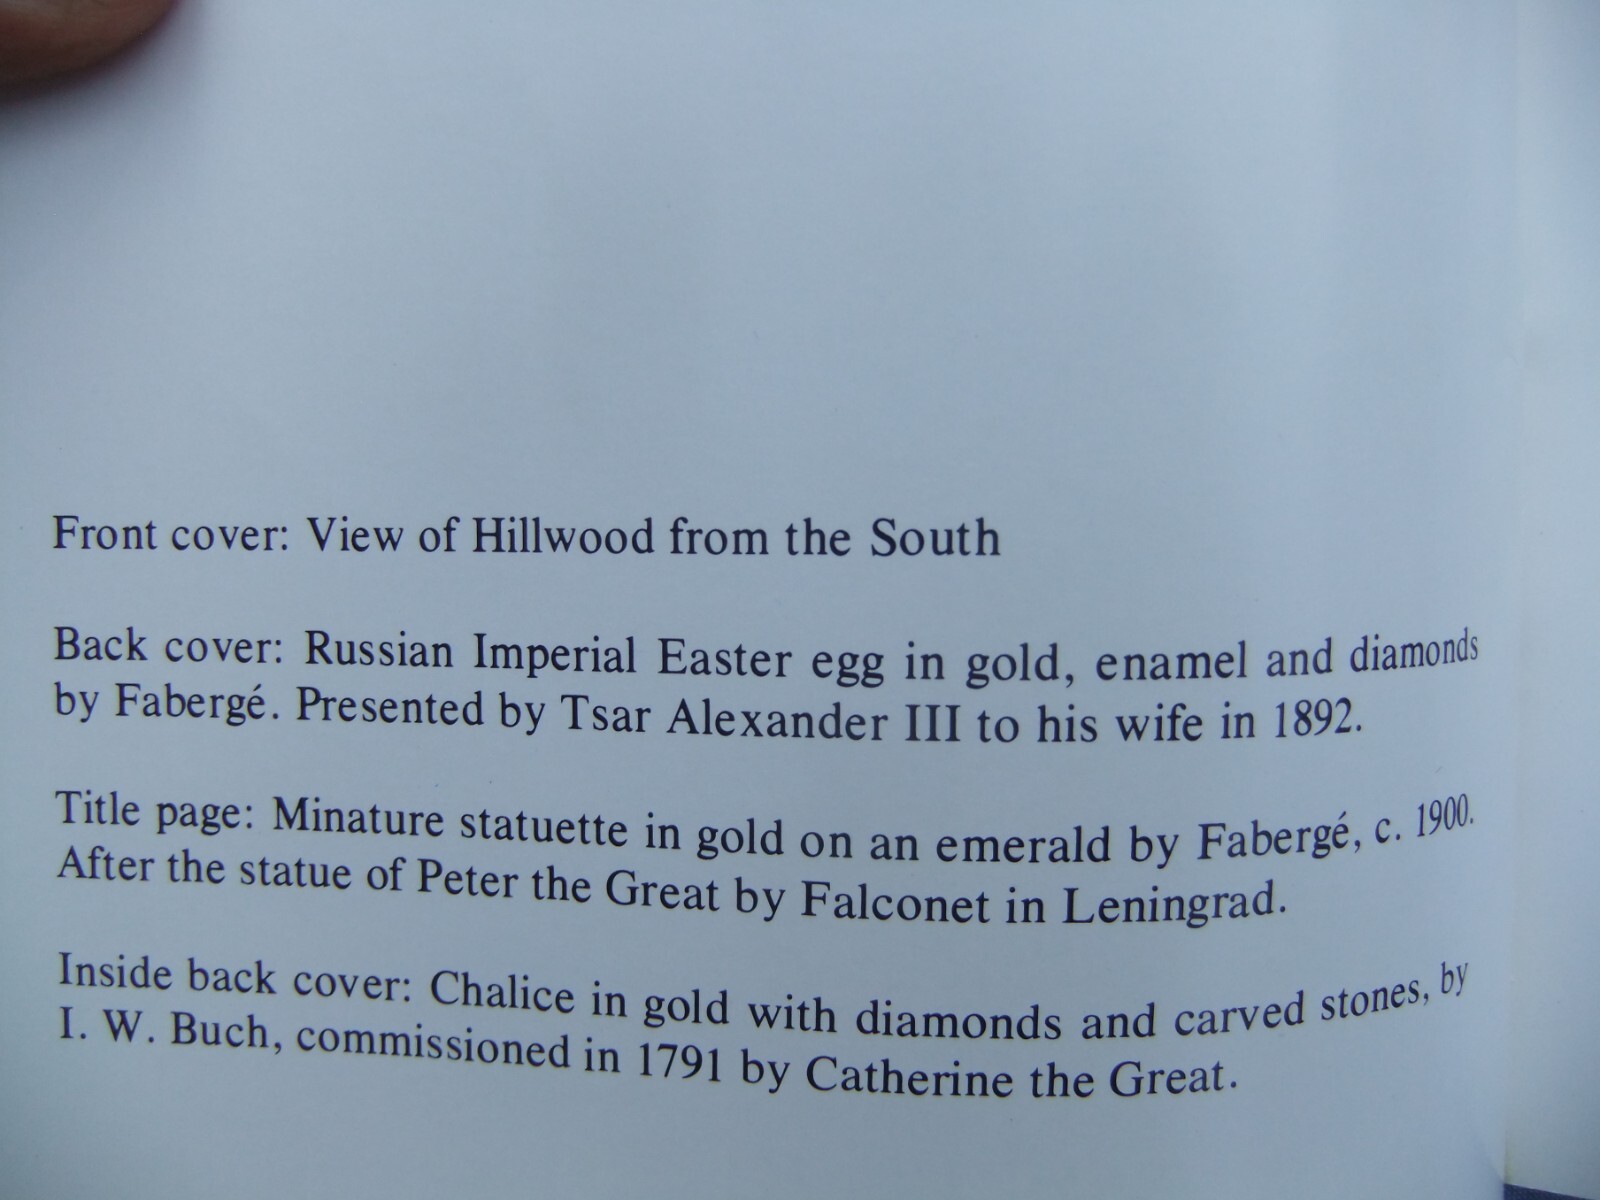 Front cover: View of Hillwood from the South
Back cover: Russian Imperial Easter egg in gold, enamel and diamonds
by Fabergé. Presented by Tsar Alexander III to his wife in 1892.
Title page: Minature statuette in gold on an emerald by Fabergé, c. 1900.
After the statue of Peter the Great by Falconet in Leningrad.
Inside back cover: Chalice in gold with diamonds and carved stones, by
I. W. Buch, commissioned in 1791 by Catherine the Great.